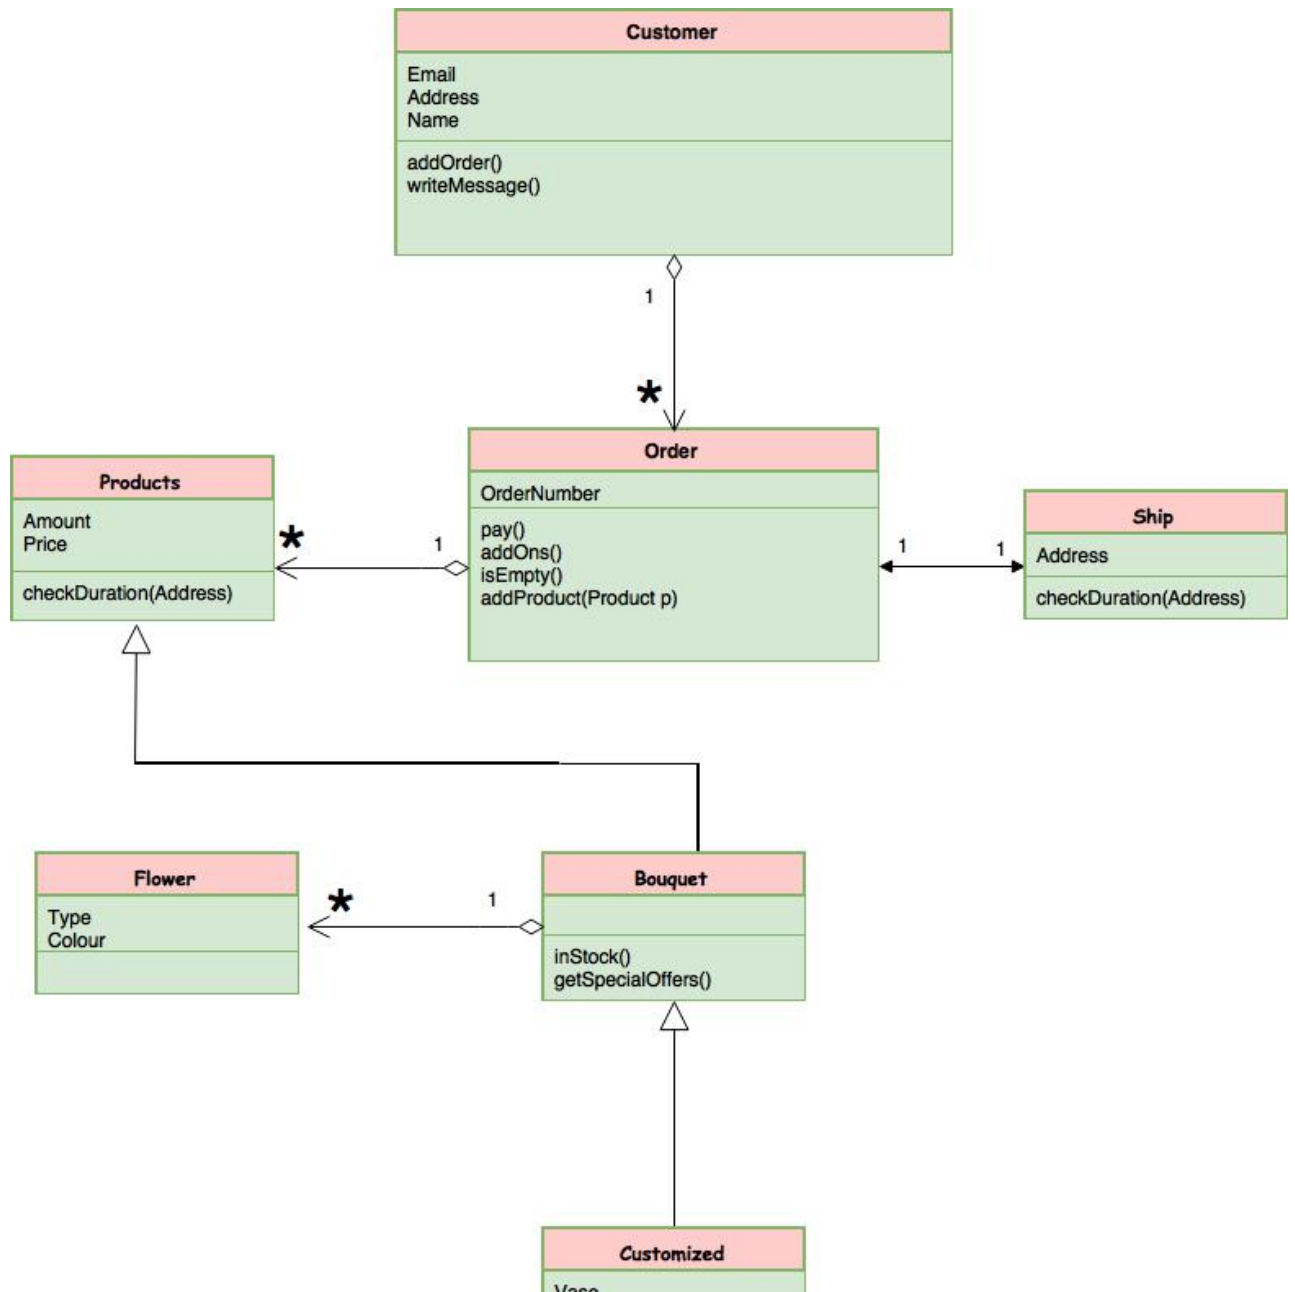 Customer
Email
Address
Name
addOrder()
writeMessage()
1
*
Order
OrderNumber
pay()
addOns()
isEmpty()
addProduct(Product p)
Products
Amount
Price
checkDuration(Address)
*
1
1
1
Ship
Address
checkDuration(Address)
Flower
Type
Colour
*
1
Bouquet
inStock()
getSpecialOffers()
Customized